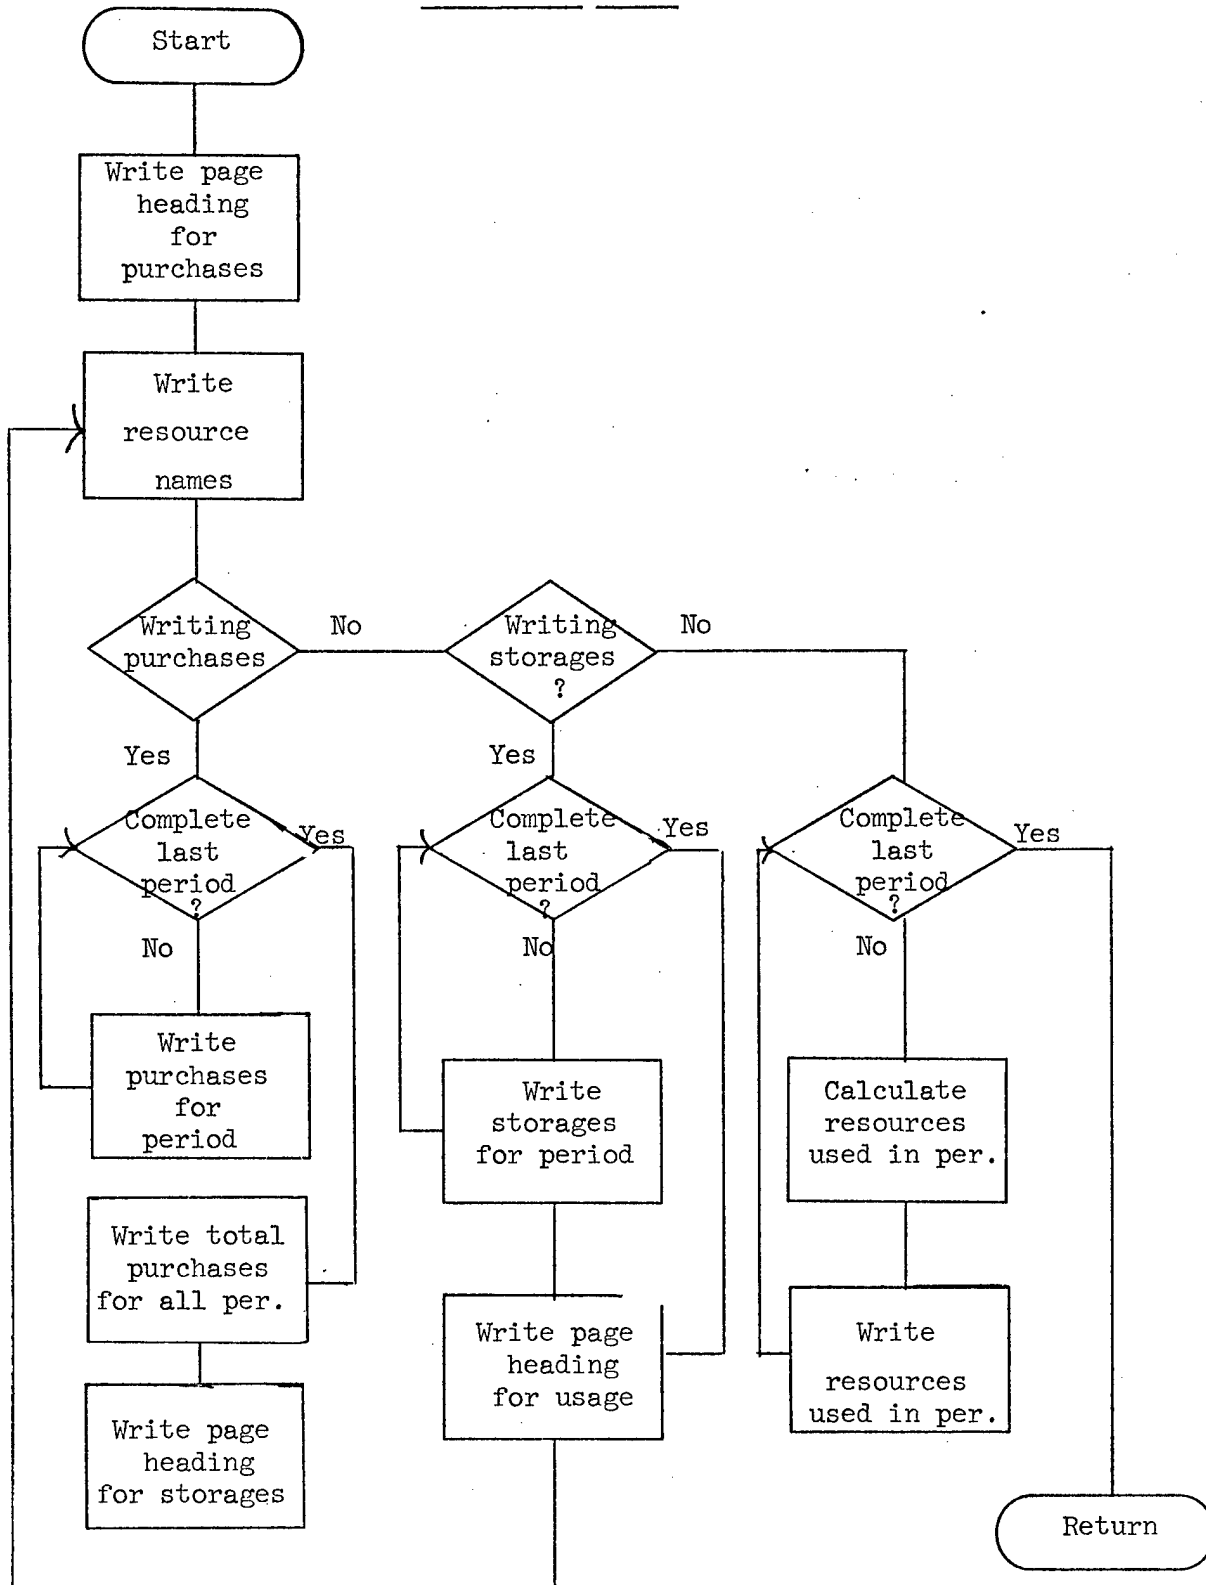 Start
Write page
heading
for
purchases
Write
resource
names
Writing
purchases
No
Writing
storages
?
No
Yes
Yes
Complete
last
period
?
Yes
Complete
last
period
?
Yes
Complete
last
period
?
Yes
No
No
No
Write
purchases
for
period
Write
storages
for period
Calculate
resources
used in per.
Write total
purchases
for all per.
Write page
heading
for usage
Write
resources
used in per.
Write page
heading
for storages
Return